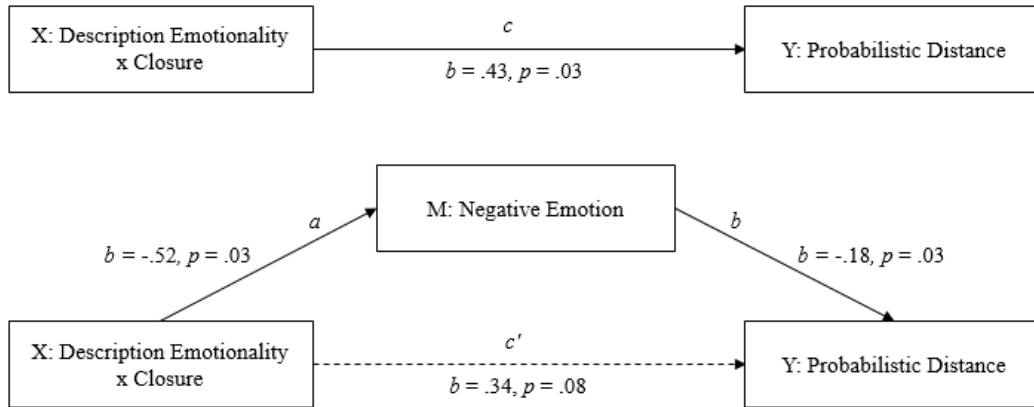 X: Description Emotionality
x Closure
c
b = .43, p = .03
Y: Probabilistic Distance
M: Negative Emotion
a
b
b = -.52, p = .03
b = -.18, p = .03
X: Description Emotionality
x Closure
c'
b = .34, p = .08
Y: Probabilistic Distance